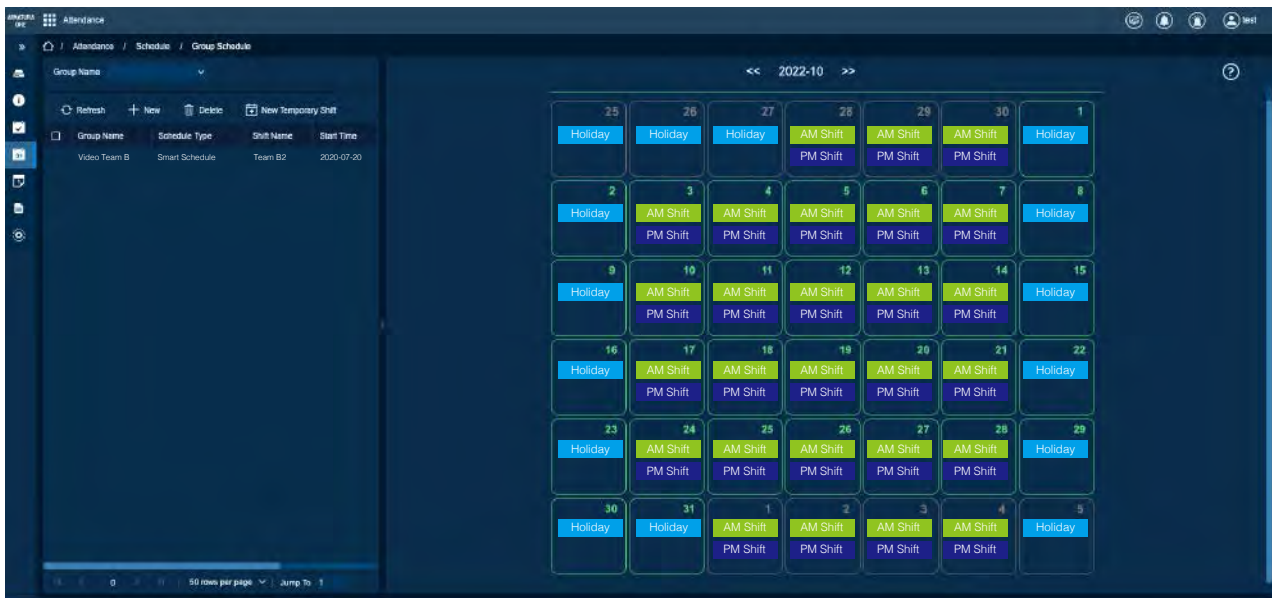 ARMATURA
ONE
Attendance
test
Attendance / Schedule / Group Schedule
Group Name
<< 2022-10 >>
Refresh New Delete New Temporary Shift
Group Name Schedule Type Shift Name Start Time
Video Team B Smart Schedule Team B2 2020-07-20
25 26 27 28 29 30 1
Holiday Holiday Holiday AM Shift AM Shift AM Shift Holiday
PM Shift PM Shift PM Shift
2 3 4 5 6 7 8
Holiday AM Shift AM Shift AM Shift AM Shift AM Shift Holiday
PM Shift PM Shift PM Shift PM Shift PM Shift
9 10 11 12 13 14 15
Holiday AM Shift AM Shift AM Shift AM Shift AM Shift Holiday
PM Shift PM Shift PM Shift PM Shift PM Shift
16 17 18 19 20 21 22
Holiday AM Shift AM Shift AM Shift AM Shift AM Shift Holiday
PM Shift PM Shift PM Shift PM Shift PM Shift
23 24 25 26 27 28 29
Holiday AM Shift AM Shift AM Shift AM Shift AM Shift Holiday
PM Shift PM Shift PM Shift PM Shift PM Shift
30 31 1 2 3 4 5
Holiday Holiday AM Shift AM Shift AM Shift AM Shift Holiday
PM Shift PM Shift PM Shift PM Shift
0 50 rows per page Jump To 1